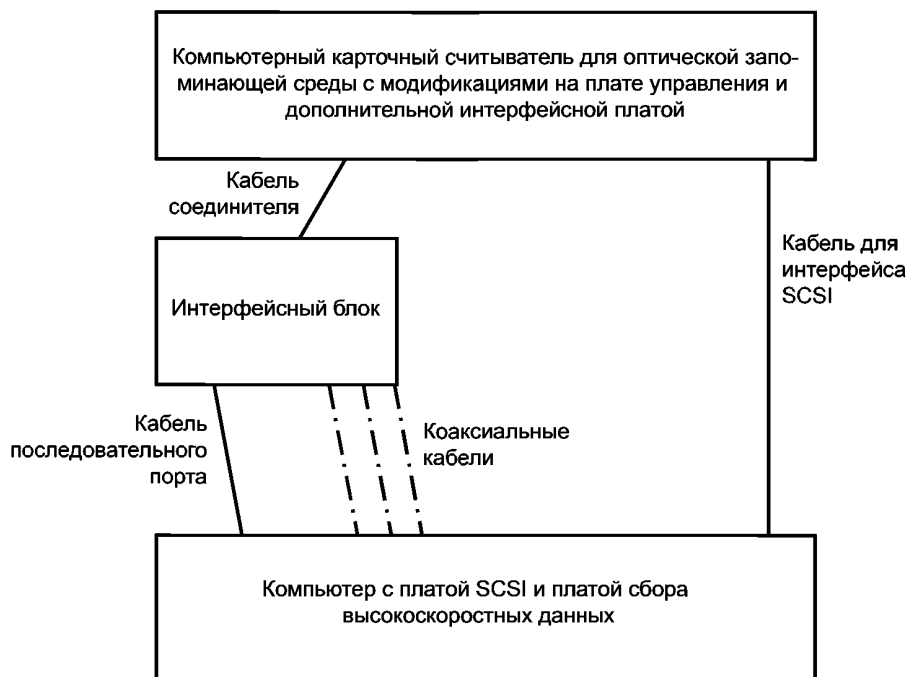 Компьютерный карточный считыватель для оптической запо-
минающей среды с модификациями на плате управления и
дополнительной интерфейсной платой
Кабель
соединителя
Кабель для
интерфейса
SCSI
Интерфейсный блок
Кабель
последовательного
порта
Коаксиальные
кабели
Компьютер с платой SCSI и платой сбора
высокоскоростных данных